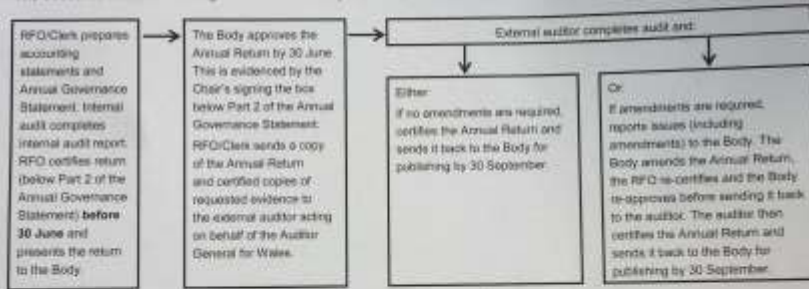 RFO/Clerk prepares
accounting
statements and
Annual Governance
Statement. Internal
audit completes
internal audit report.
RFO certifies return
(below Part 2 of the
Annual Governance
Statement) before
30 June and
presents the return
to the Body.
The Body approves the
Annual Return by 30 June.
This is evidenced by the
Chair's signing the box
below Part 2 of the Annual
Governance Statement.
RFO/Clerk sends a copy
of the Annual Return
and certified copies of
requested evidence to
the external auditor acting
on behalf of the Auditor
General for Wales.
External auditor completes audit and:
Either
If no amendments are required,
certifies the Annual Return and
sends it back to the Body for
publishing by 30 September.
Or
If amendments are required,
reports issues (including
amendments) to the Body. The
Body amends the Annual Return,
the RFO re-certifies and the Body
re-approves before sending it back
to the auditor. The auditor then
certifies the Annual Return and
sends it back to the Body for
publishing by 30 September.